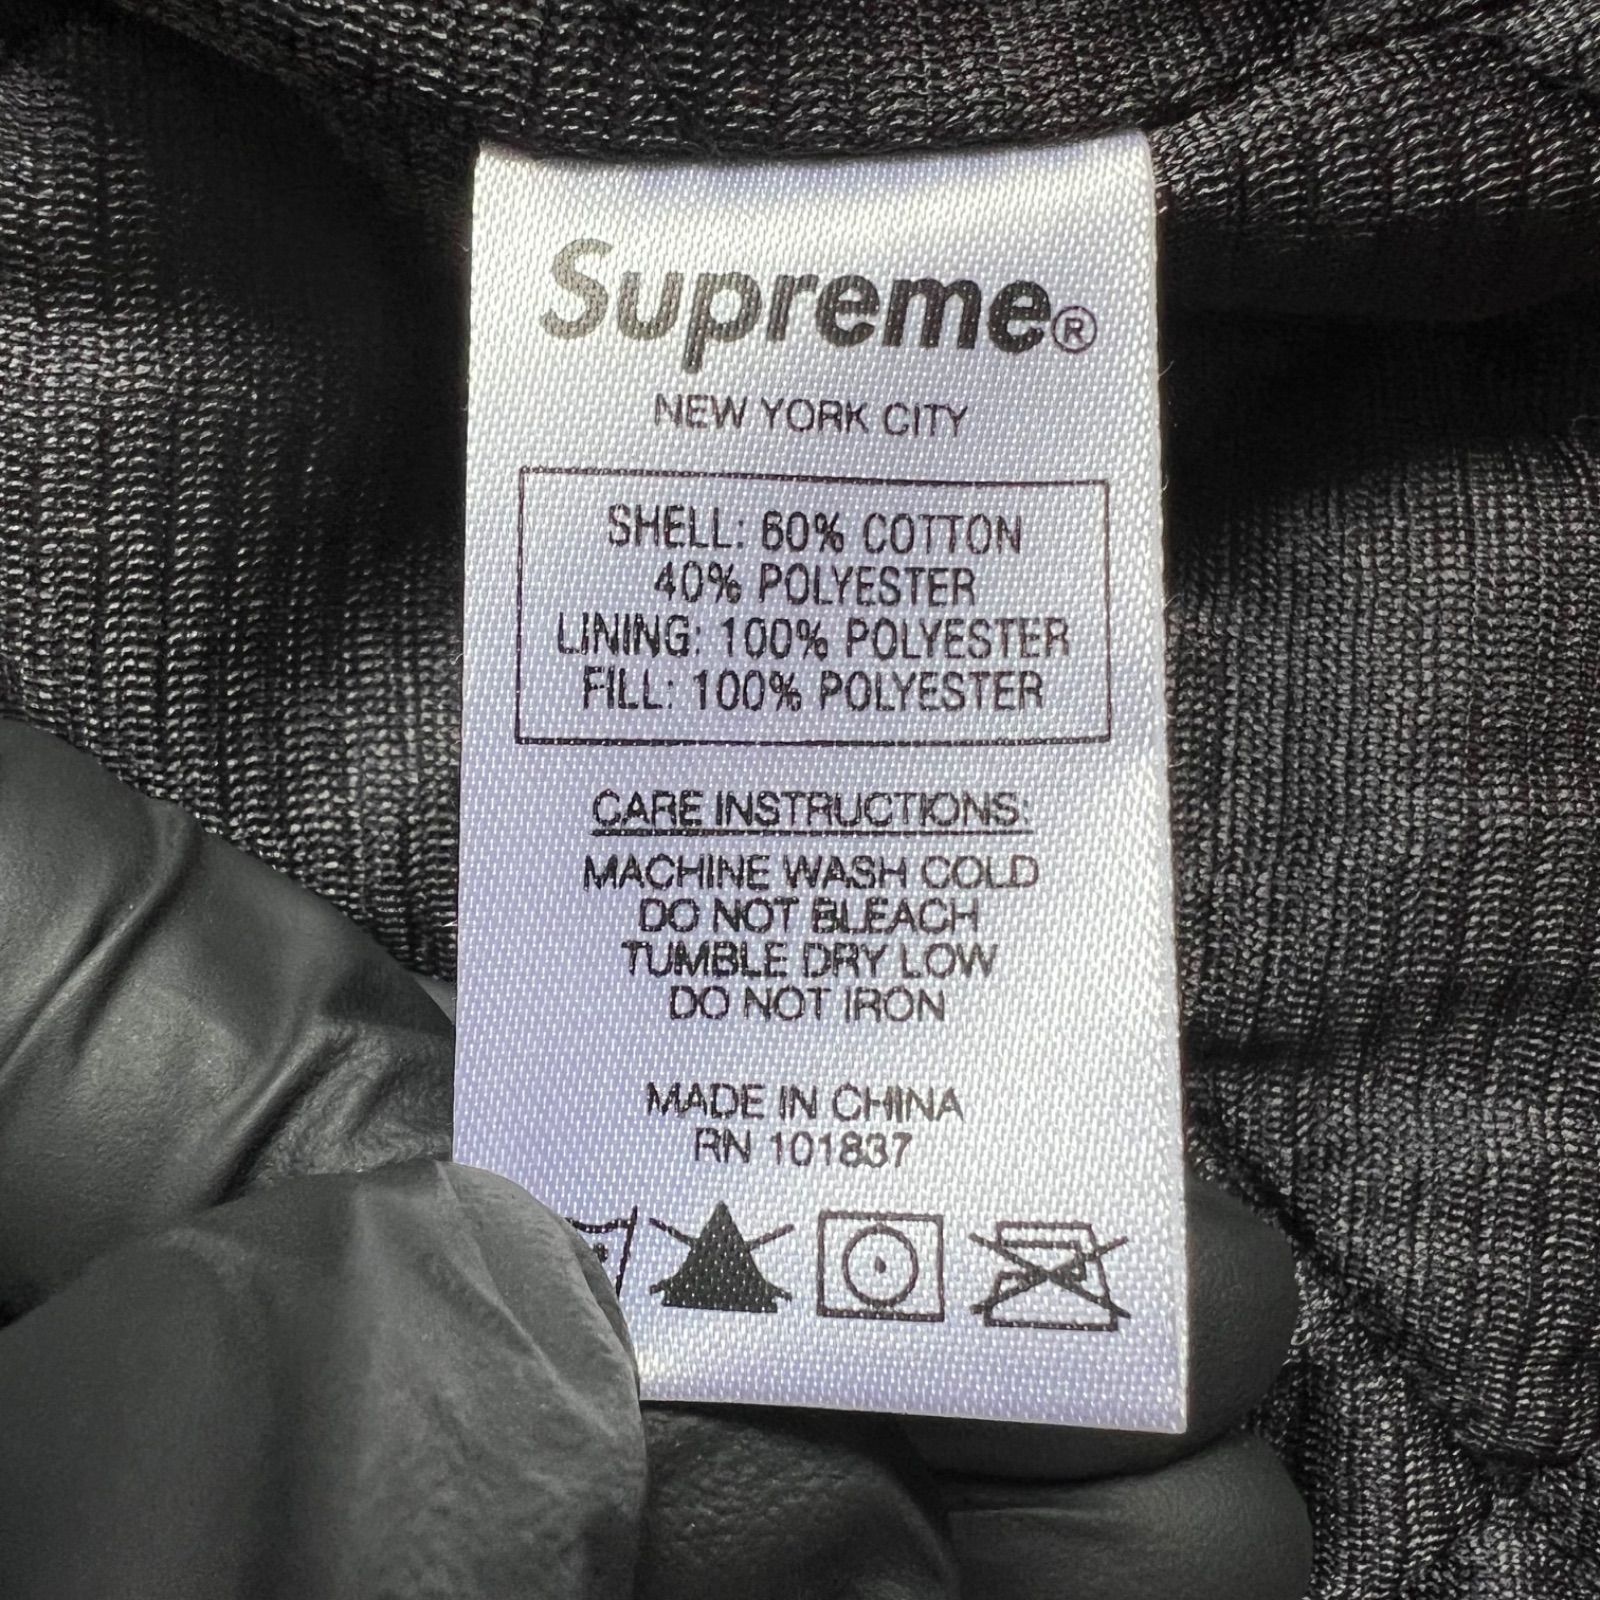 Supreme®
NEW YORK CITY
SHELL: 60% COTTON
40% POLYESTER
LINING: 100% POLYESTER
FILL: 100% POLYESTER
CARE INSTRUCTIONS:
MACHINE WASH COLD
DO NOT BLEACH
TUMBLE DRY LOW
DO NOT IRON
MADE IN CHINA
RN 101837